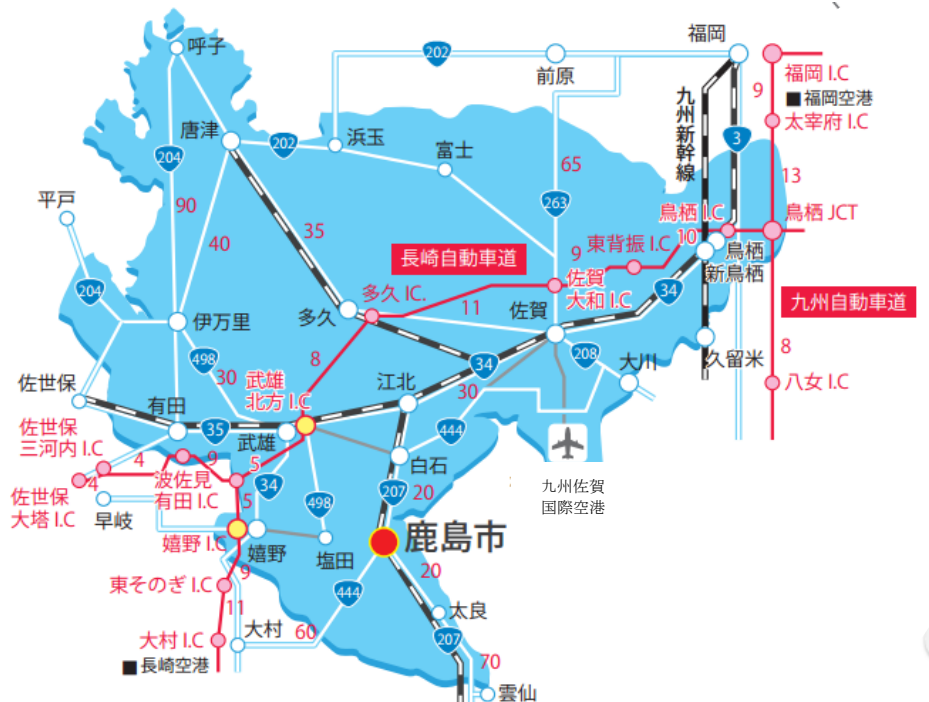 呼子
202
前原
福岡
福岡 I.C
9
■福岡空港
太宰府 I.C
九州新幹線
3
唐津
202
浜玉
富士
204
65
13
平戸
90
263
鳥栖 I.C
鳥栖 JCT
40
35
長崎自動車道
9
東背振 I.C
10
鳥栖
新鳥栖
204
多久 IC.
11
佐賀
大和 I.C
34
九州自動車道
伊万里
多久
佐賀
498
8
34
208
大川
久留米
8
30
武雄
北方 I.C
江北
30
八女 I.C
佐世保
有田
35
武雄
444
佐世保
三河内 I.C
4
9
5
白石
4
波佐見
有田 I.C
5
34
498
207
20
九州佐賀
国際空港
佐世保
大塔 I.C
早岐
嬉野 I.C
嬉野
塩田
鹿島市
9
20
東そのぎ I.C
444
11
太良
大村 I.C
大村
60
207
■長崎空港
70
雲仙